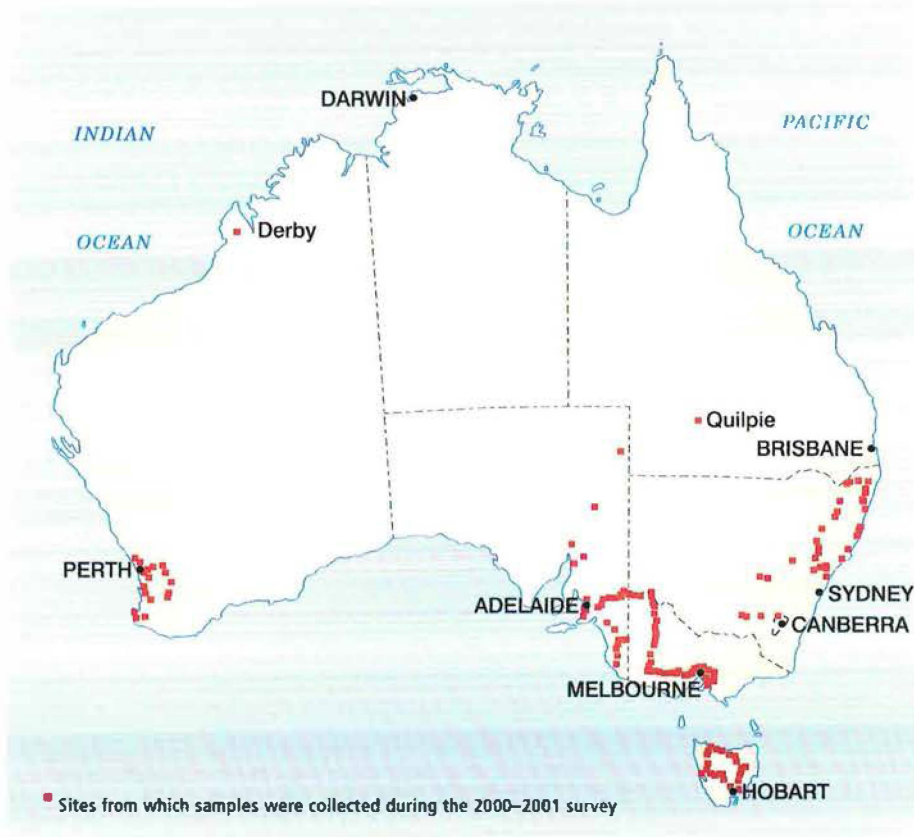 DARWIN
INDIAN
PACIFIC
Derby
OCEAN
OCEAN
Quilpie
BRISBANE
PERTH
SYDNEY
ADELAIDE
CANBERRA
MELBOURNE
HOBART
Sites from which samples were collected during the 2000–2001 survey